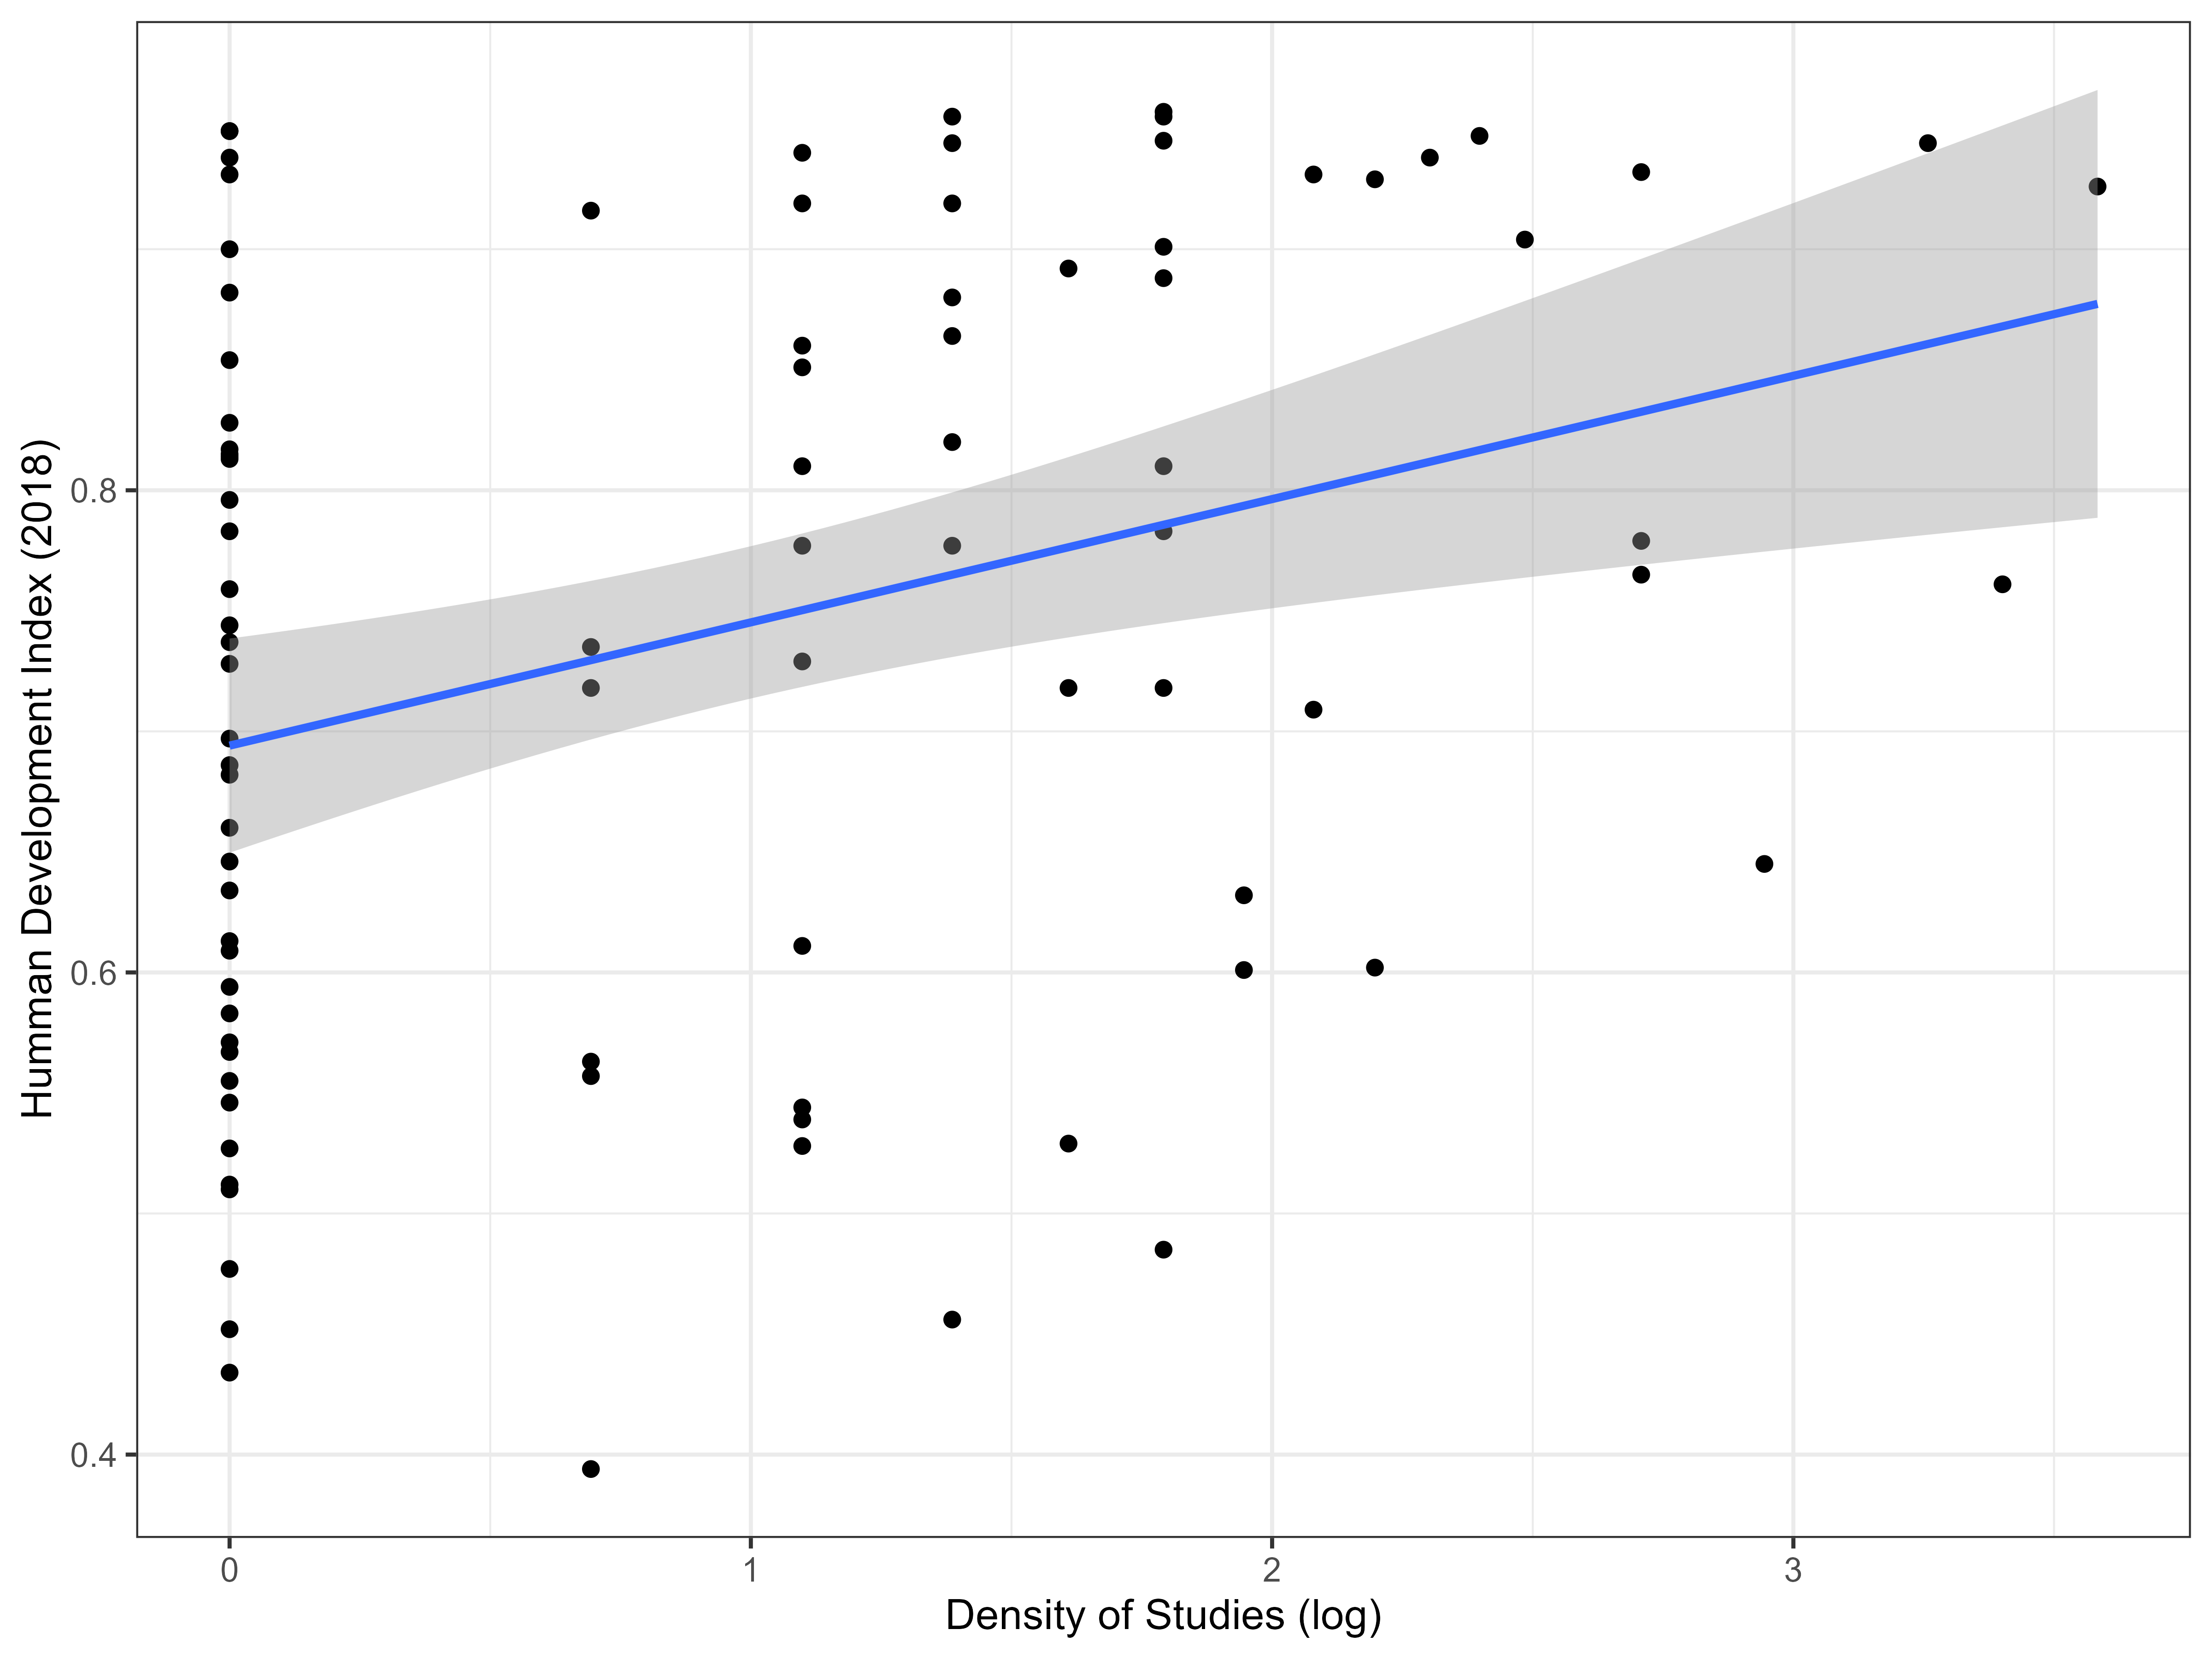 Humman Development Index (2018)
0.8
0.6
0.4
0 1 2 3
Density of Studies (log)